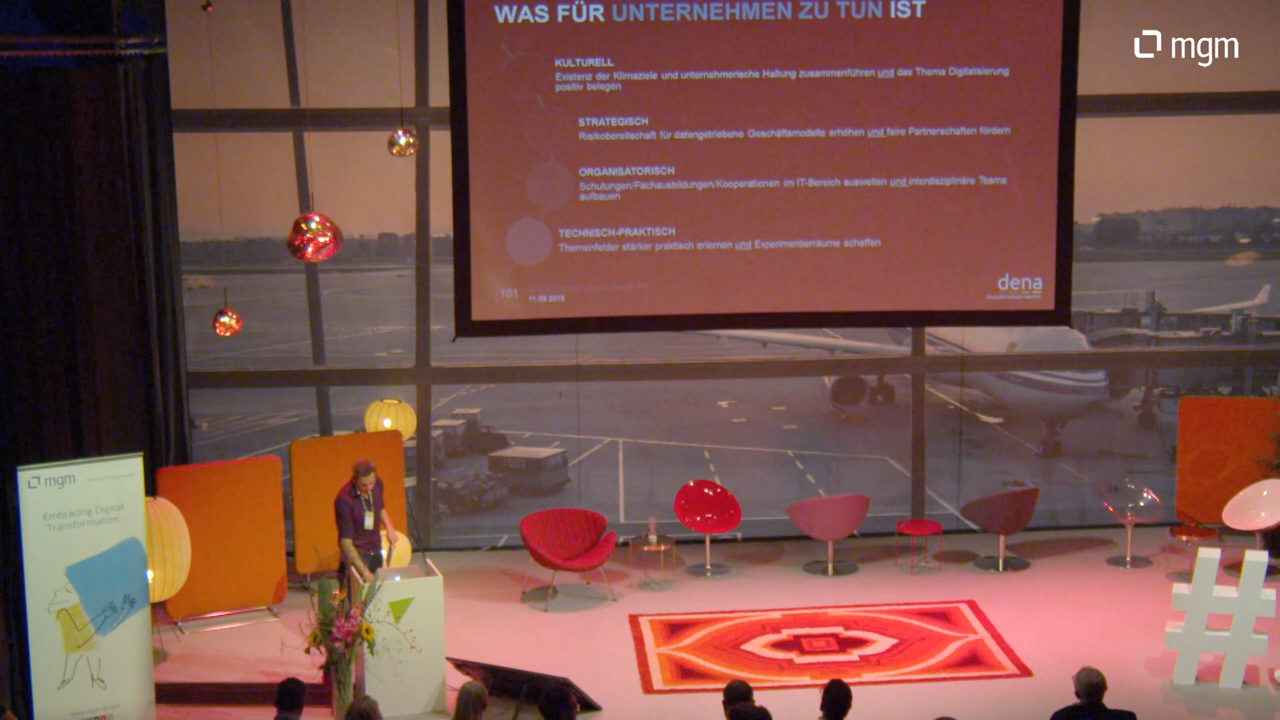 WAS FÜR UNTERNEHMEN ZU TUN IST
mgm
KULTURELL
Existenz der Klimaziele und unternehmerische Haltung zusammenführen und das Thema Digitalisierung
positiv belegen
STRATEGISCH
Risikobereitschaft für datengetriebene Geschäftsmodelle erhöhen und faire Partnerschaften fördern
ORGANISATORISCH
Schulungen/Fachausbildungen/Kooperationen im IT-Bereich ausweiten und interdisziplinäre Teams
aufbauen
TECHNISCH-PRAKTISCH
Themenfelder stärker praktisch erlernen und Experimentierräume schaffen
101
11.09.2019
dena
mgm
Embracing Digital
Transformation.
#